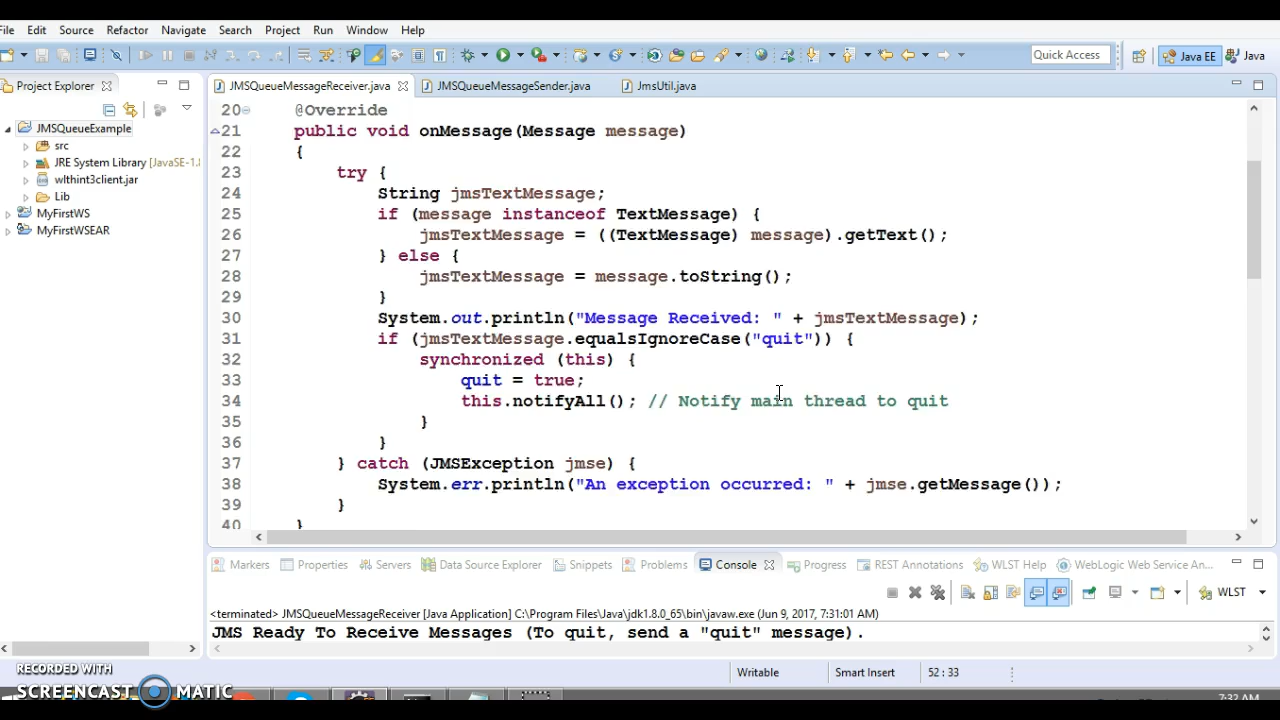 File Edit Source Refactor Navigate Search Project Run Window Help
Quick Access Java EE Java
Project Explorer
JMSQueueExample
src
JRE System Library [JavaSE-1.8
wlthint3client.jar
Lib
MyFirstWS
MyFirstWSEAR
JMSQueueMessageReceiver.java JMSQueueMessageSender.java JmsUtil.java
20 @Override
21 public void onMessage(Message message)
22 {
23 try {
24 String jmsTextMessage;
25 if (message instanceof TextMessage) {
26 jmsTextMessage = ((TextMessage) message).getText();
27 } else {
28 jmsTextMessage = message.toString();
29 }
30 System.out.println("Message Received: " + jmsTextMessage);
31 if (jmsTextMessage.equalsIgnoreCase("quit")) {
32 synchronized (this) {
33 quit = true;
34 this.notifyAll(); // Notify main thread to quit
35 }
36 }
37 } catch (JMSException jmse) {
38 System.err.println("An exception occurred: " + jmse.getMessage());
39 }
40 }
Markers Properties Servers Data Source Explorer Snippets Problems Console Progress REST Annotations WLST Help WebLogic Web Service An...
WLST
<terminated> JMSQueueMessageReceiver [Java Application] C:\Program Files\Java\jdk1.8.0_65\bin\javaw.exe (Jun 9, 2017, 7:31:01 AM)
JMS Ready To Receive Messages (To quit, send a "quit" message).
Writable Smart Insert 52 : 33
RECORDED WITH
SCREENCAST MATIC
7:32 AM